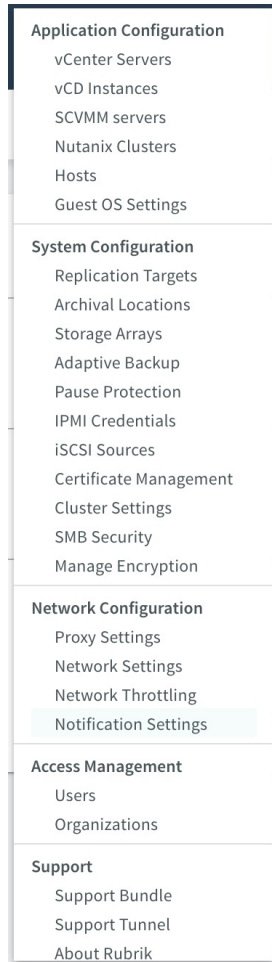 Application Configuration
vCenter Servers
vCD Instances
SCVMM servers
Nutanix Clusters
Hosts
Guest OS Settings
System Configuration
Replication Targets
Archival Locations
Storage Arrays
Adaptive Backup
Pause Protection
IPMI Credentials
iSCSI Sources
Certificate Management
Cluster Settings
SMB Security
Manage Encryption
Network Configuration
Proxy Settings
Network Settings
Network Throttling
Notification Settings
Access Management
Users
Organizations
Support
Support Bundle
Support Tunnel
About Rubrik